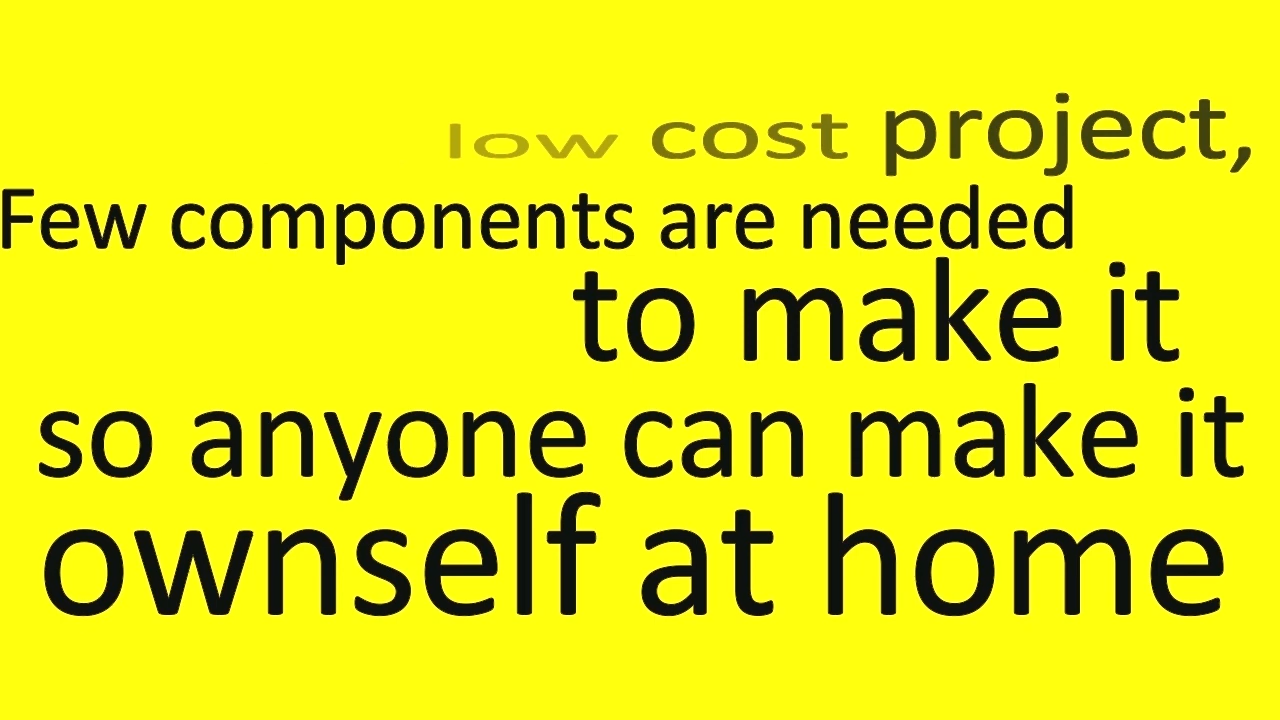 low cost project,
Few components are needed
to make it
so anyone can make it
ownself at home